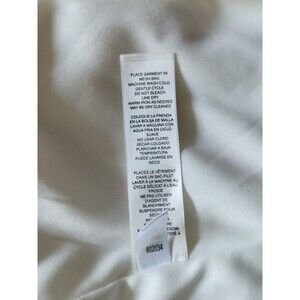 PLACE GARMENT IN
MESH BAG
MACHINE WASH COLD,
GENTLE CYCLE
DO NOT BLEACH
LINE DRY
WARM IRON AS NEEDED
MAY BE DRY CLEANED
COLOQUE LA PRENDA
EN LA BOLSA DE MALLA
LAVAR A MAQUINA CON
AGUA FRIA EN CICLO
SUAVE
NO USAR CLORO
SECAR COLGADO
PLANCHAR A BAJA
TEMPERATURA
PUEDE LAVARSE EN
SECO
PLACEZ LE VÊTEMENT
DANS UN SAC-FILET
LAVER À LA MACHINE AU
CYCLE DÉLICAT À L'EAU
FROIDE
NE PAS UTILISER
D'AGENT DE
BLANCHIMENT
SUSPENDRE POUR
SÉCHER
BESOIN
802034